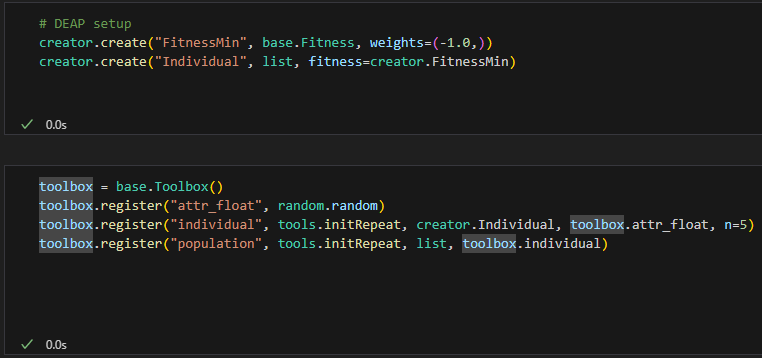 # DEAP setup
creator.create("FitnessMin", base.Fitness, weights=(-1.0,))
creator.create("Individual", list, fitness=creator.FitnessMin)
0.0s
toolbox = base.Toolbox()
toolbox.register("attr_float", random.random)
toolbox.register("individual", tools.initRepeat, creator.Individual, toolbox.attr_float, n=5)
toolbox.register("population", tools.initRepeat, list, toolbox.individual)
0.0s